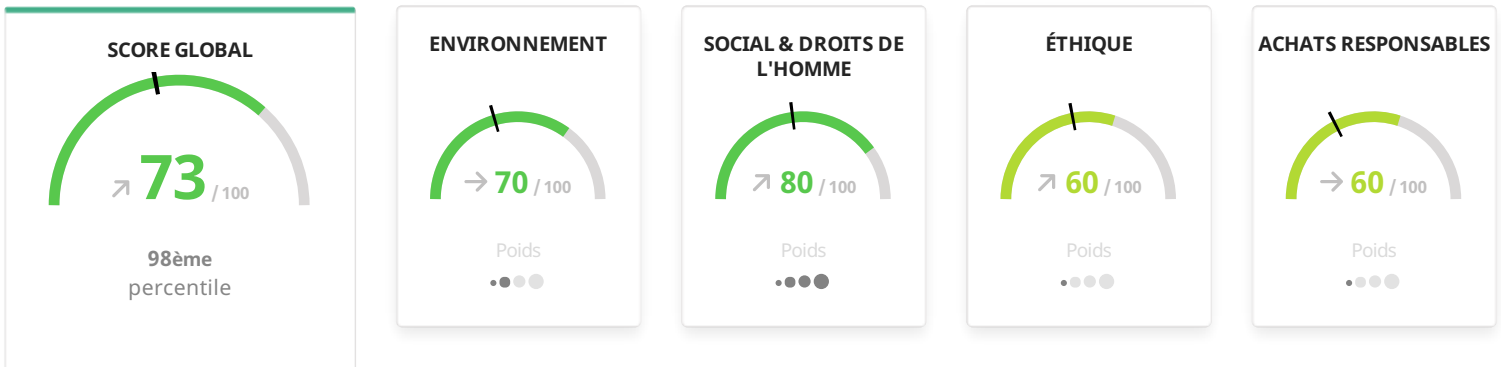 SCORE GLOBAL
73 / 100
98ème
percentile
ENVIRONNEMENT
70 / 100
Poids
SOCIAL & DROITS DE
L'HOMME
80 / 100
Poids
ÉTHIQUE
60 / 100
Poids
ACHATS RESPONSABLES
60 / 100
Poids